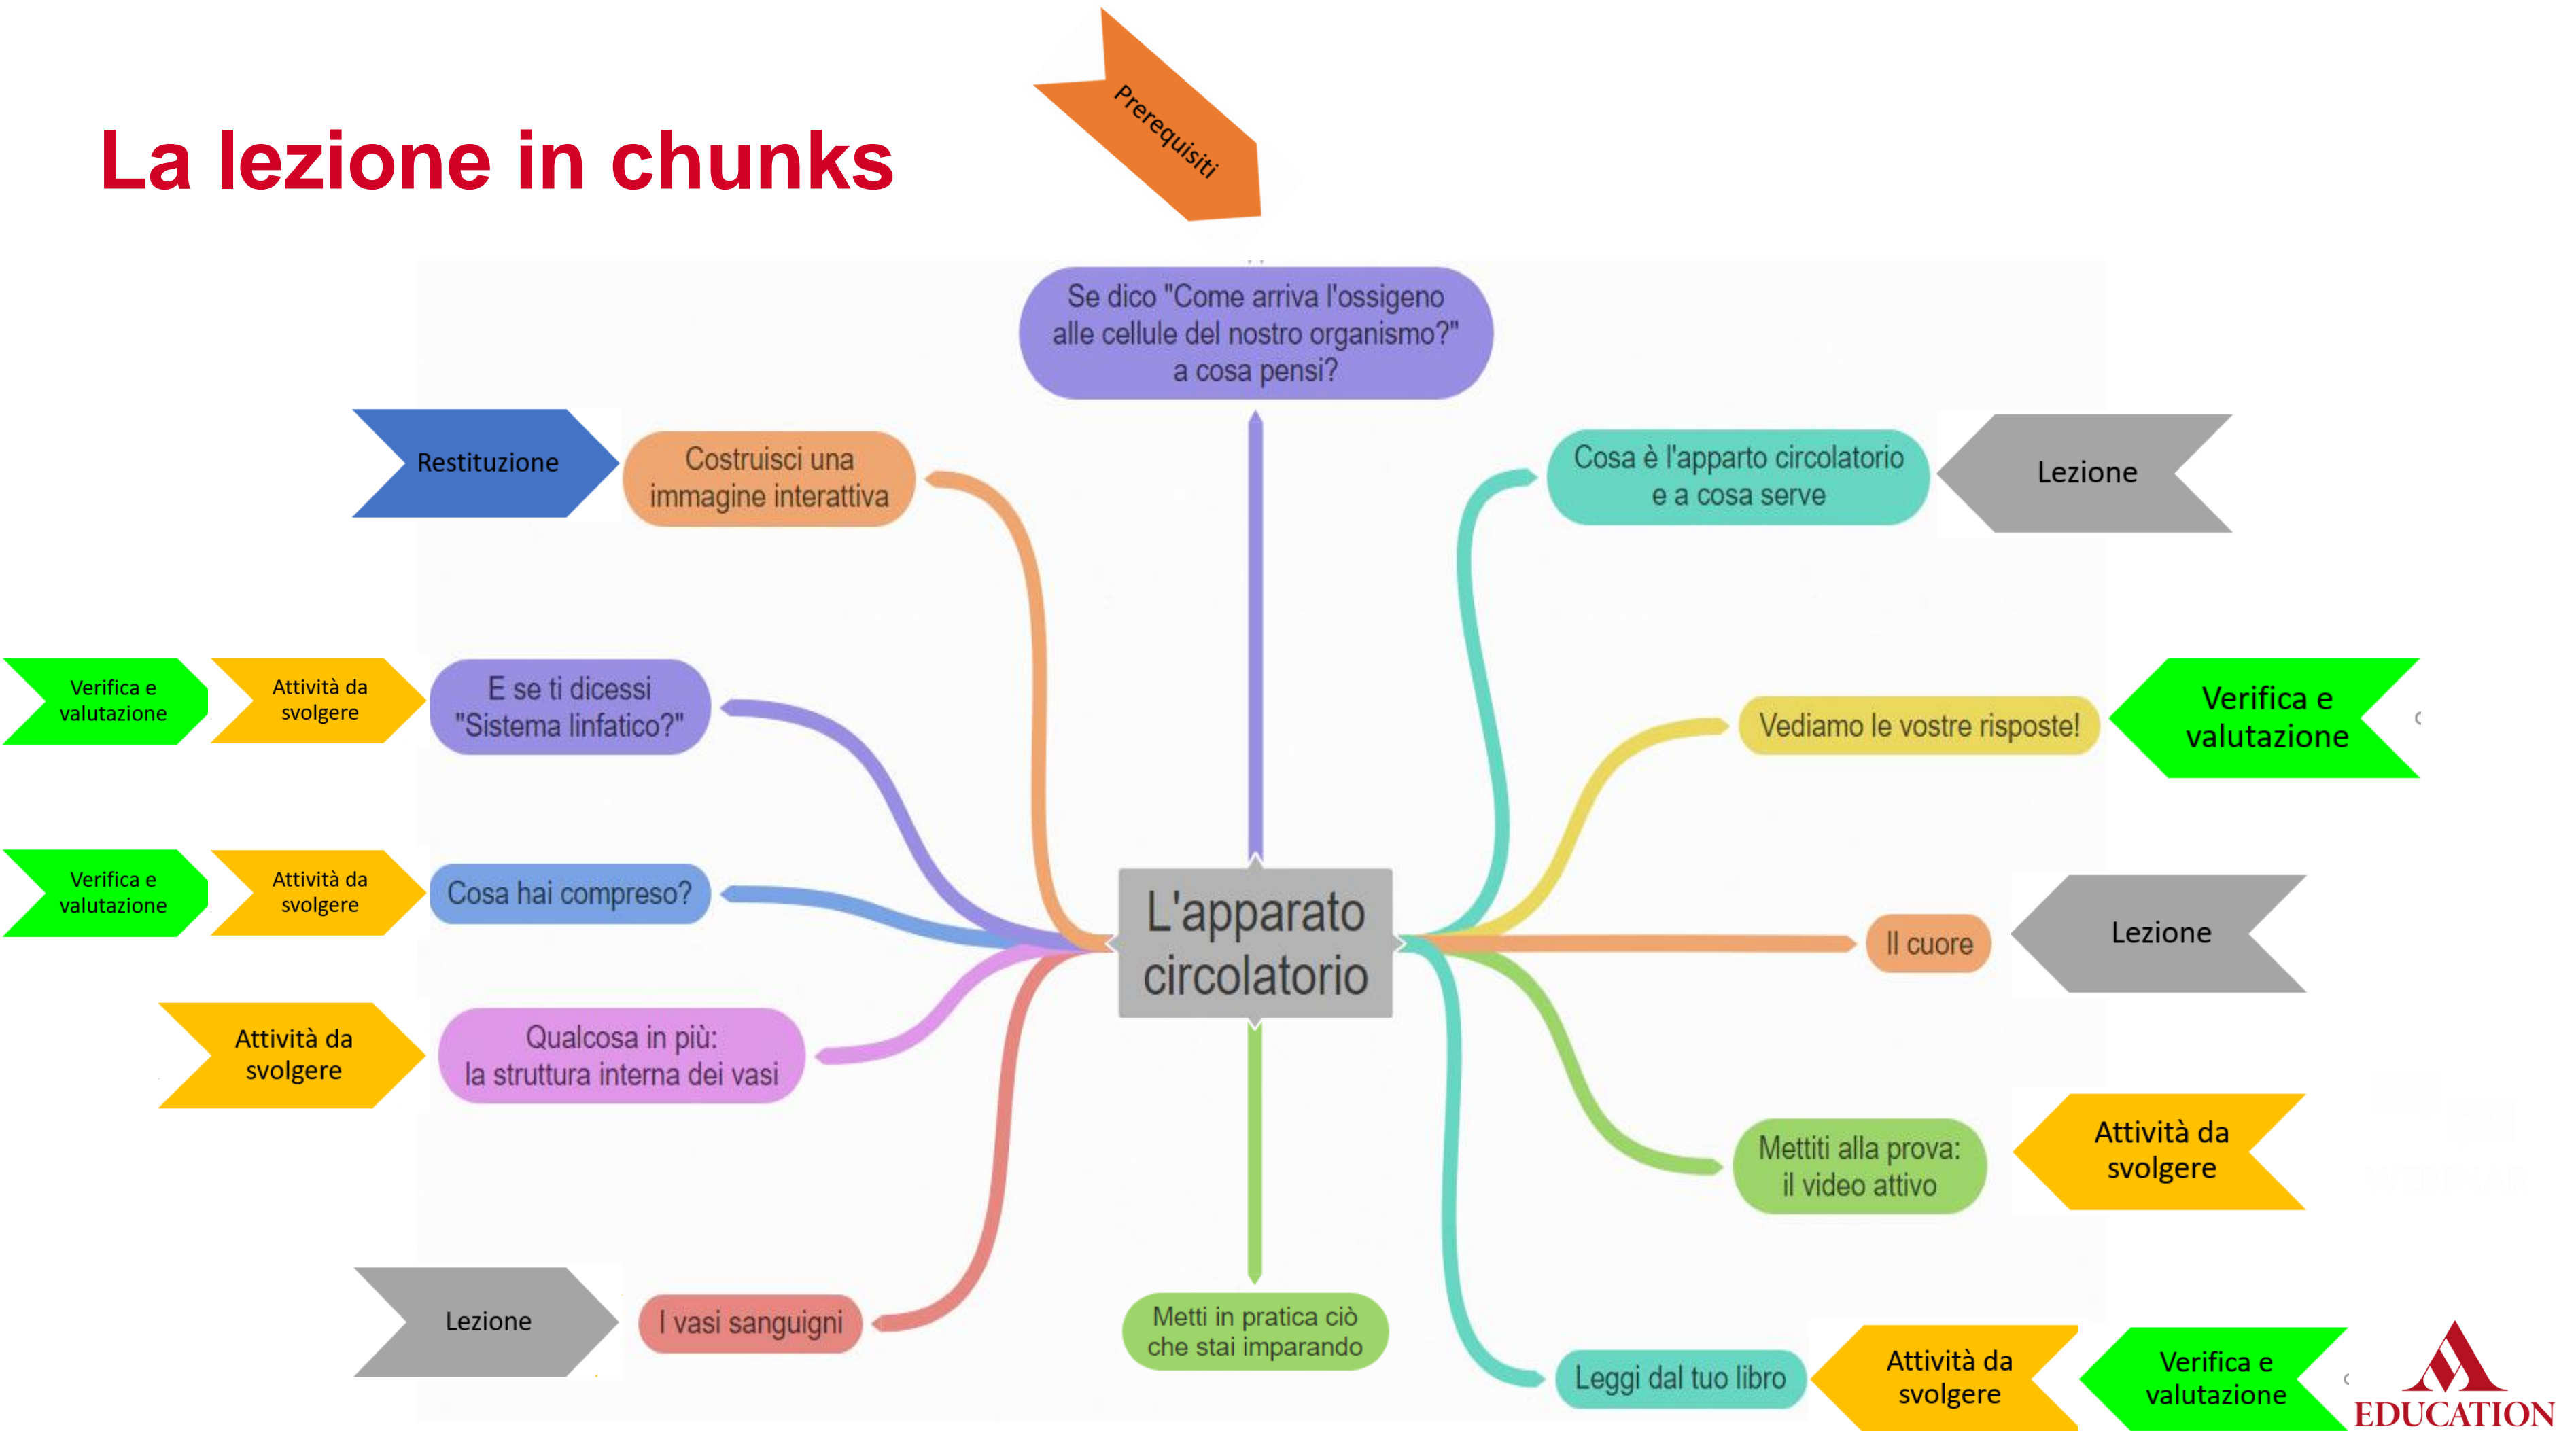 La lezione in chunks
Prerequisiti
Se dico "Come arriva l'ossigeno
alle cellule del nostro organismo?"
a cosa pensi?
Cosa è l'apparto circolatorio
e a cosa serve
Lezione
Vediamo le vostre risposte!
Verifica e
valutazione
Il cuore
Lezione
Mettiti alla prova:
il video attivo
Attività da
svolgere
Leggi dal tuo libro
Attività da
svolgere
Verifica e
valutazione
L'apparato
circolatorio
Metti in pratica ciò
che stai imparando
Lezione
I vasi sanguigni
Attività da
svolgere
Qualcosa in più:
la struttura interna dei vasi
Verifica e
valutazione
Attività da
svolgere
Cosa hai compreso?
Verifica e
valutazione
Attività da
svolgere
E se ti dicessi
"Sistema linfatico?"
Restituzione
Costruisci una
immagine interattiva
EDUCATION